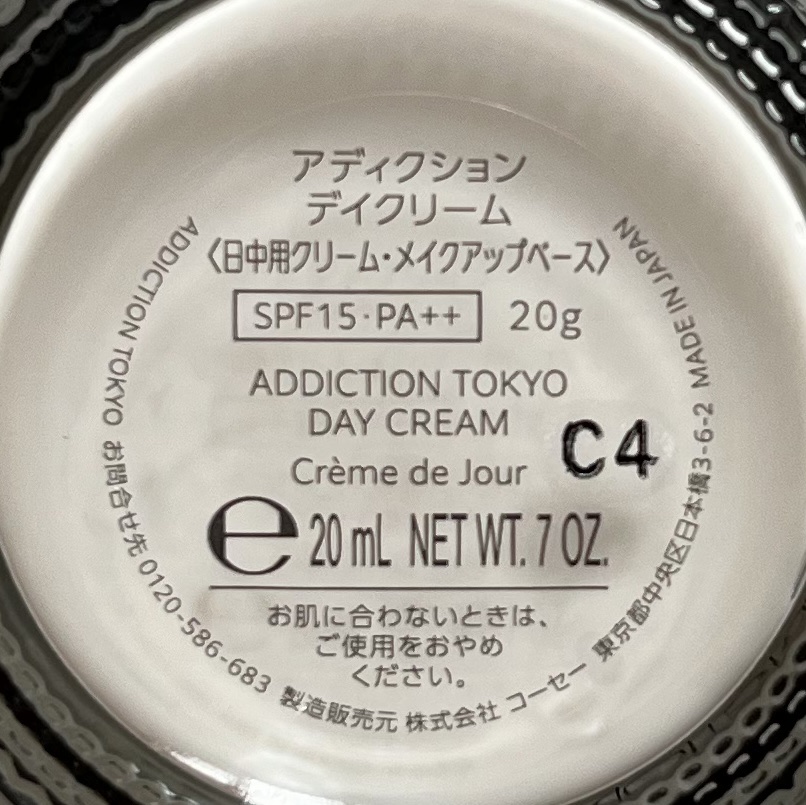 アディクション
デイクリーム
〈日中用クリーム・メイクアップベース〉
SPF15・PA++ 20g
ADDICTION TOKYO
DAY CREAM
Crème de Jour
C4
e 20 mL NET WT. 7 OZ.
お肌に合わないときは、
ご使用をおやめ
ください。
ADDICTION TOKYO お問合せ先 0120-586-683 製造販売元 株式会社 コーセー 東京都中央区日本橋3-6-2 MADE IN JAPAN